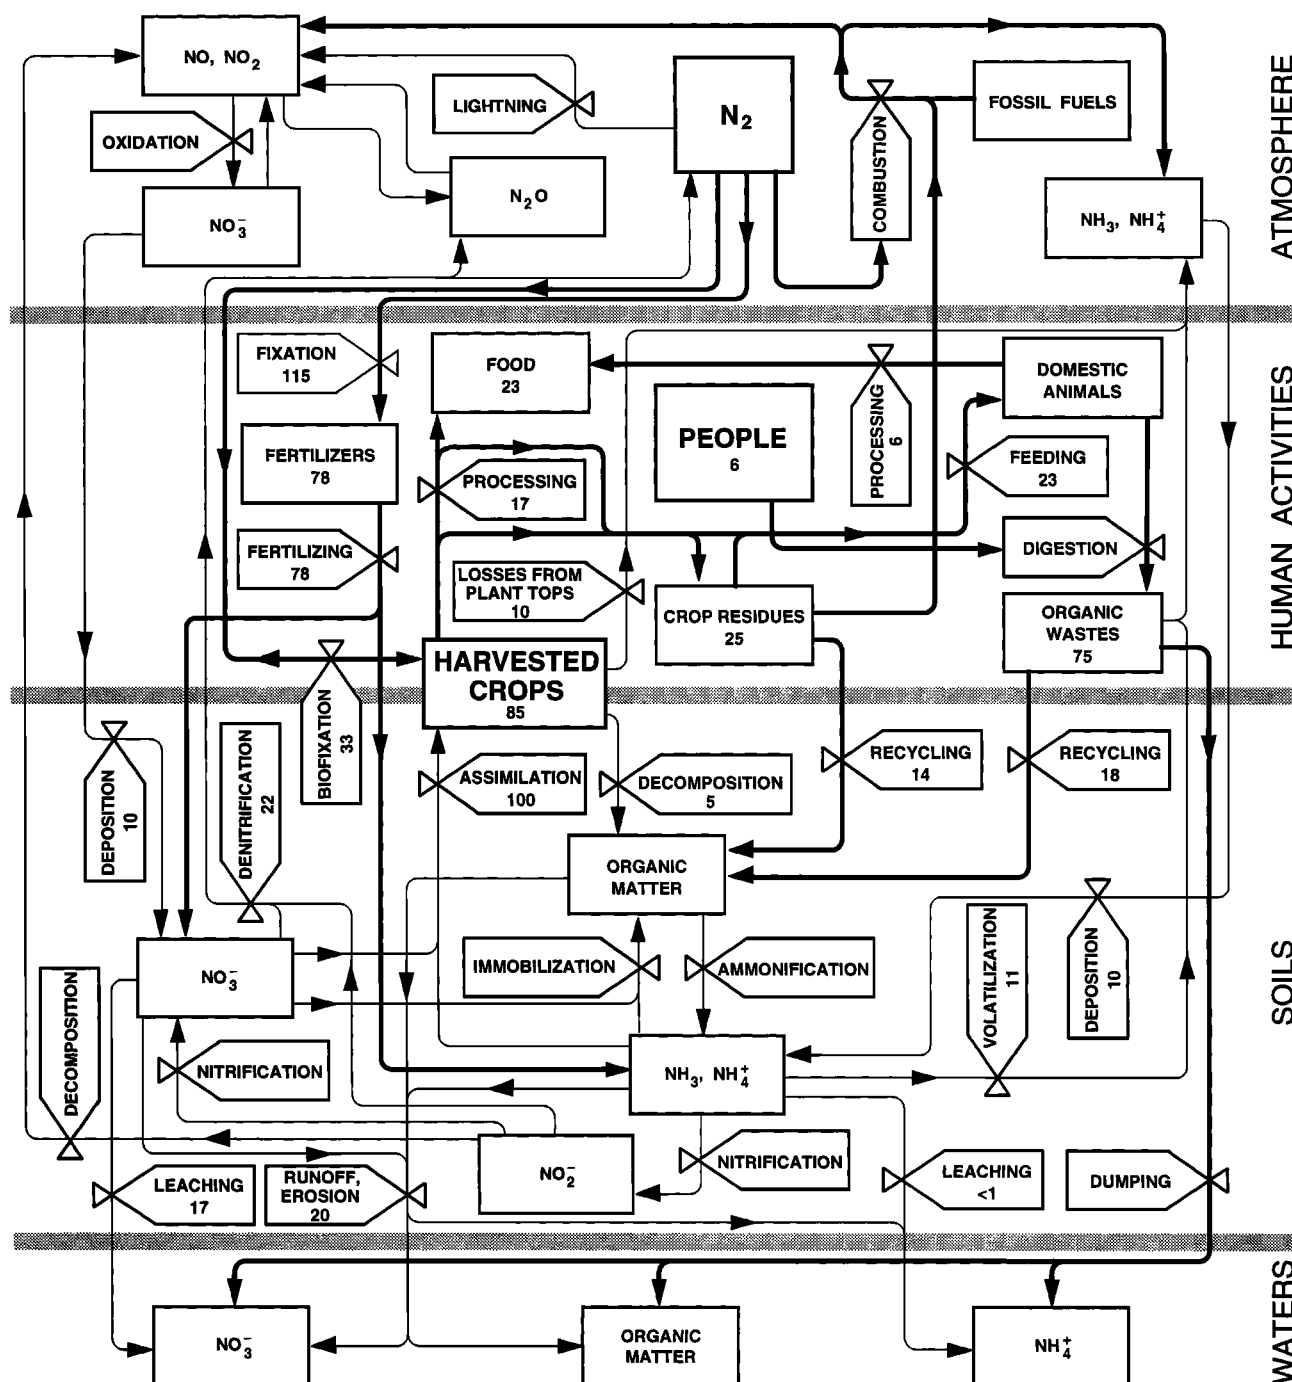 NO, NO2
LIGHTNING
N2
FOSSIL FUELS
OXIDATION
COMBUSTION
N2O
NO3−
NH3, NH4+
ATMOSPHERE
FIXATION
115
FOOD
23
PROCESSING
6
DOMESTIC
ANIMALS
PEOPLE
6
FERTILIZERS
78
PROCESSING
17
FEEDING
23
FERTILIZING
78
DIGESTION
LOSSES FROM
PLANT TOPS
10
CROP RESIDUES
25
ORGANIC
WASTES
75
HUMAN ACTIVITIES
HARVESTED
CROPS
85
BIOFIXATION
33
DENITRIFICATION
22
DEPOSITION
10
ASSIMILATION
100
DECOMPOSITION
5
RECYCLING
14
RECYCLING
18
ORGANIC
MATTER
NO3−
IMMOBILIZATION
AMMONIFICATION
VOLATILIZATION
11
DEPOSITION
10
SOILS
DECOMPOSITION
NITRIFICATION
NH3, NH4+
NO2−
NITRIFICATION
LEACHING
17
RUNOFF,
EROSION
20
LEACHING
<1
DUMPING
NO3−
ORGANIC
MATTER
NH4+
WATERS